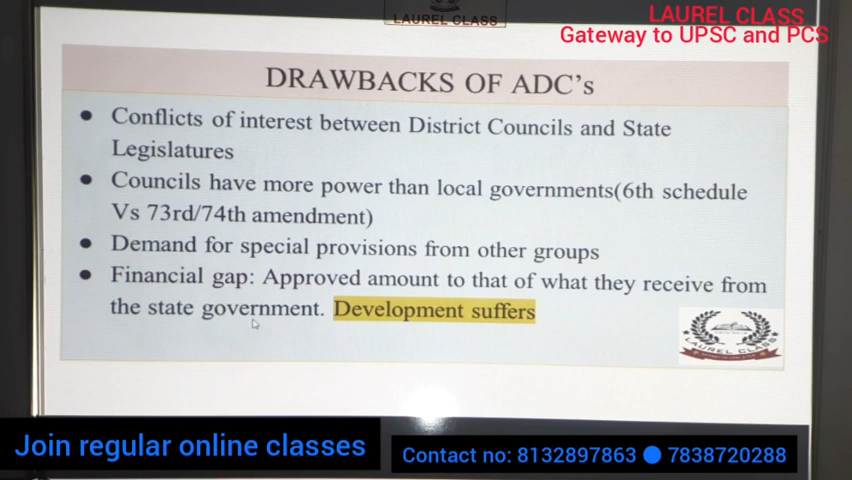 LAUREL CLASS
LAUREL CLASS
Gateway to UPSC and PCS
DRAWBACKS OF ADC's
● Conflicts of interest between District Councils and State
Legislatures
● Councils have more power than local governments(6th schedule
Vs 73rd/74th amendment)
● Demand for special provisions from other groups
● Financial gap: Approved amount to that of what they receive from
the state government. Development suffers
LAUREL CLASS
Join regular online classes
Contact no: 8132897863 ● 7838720288